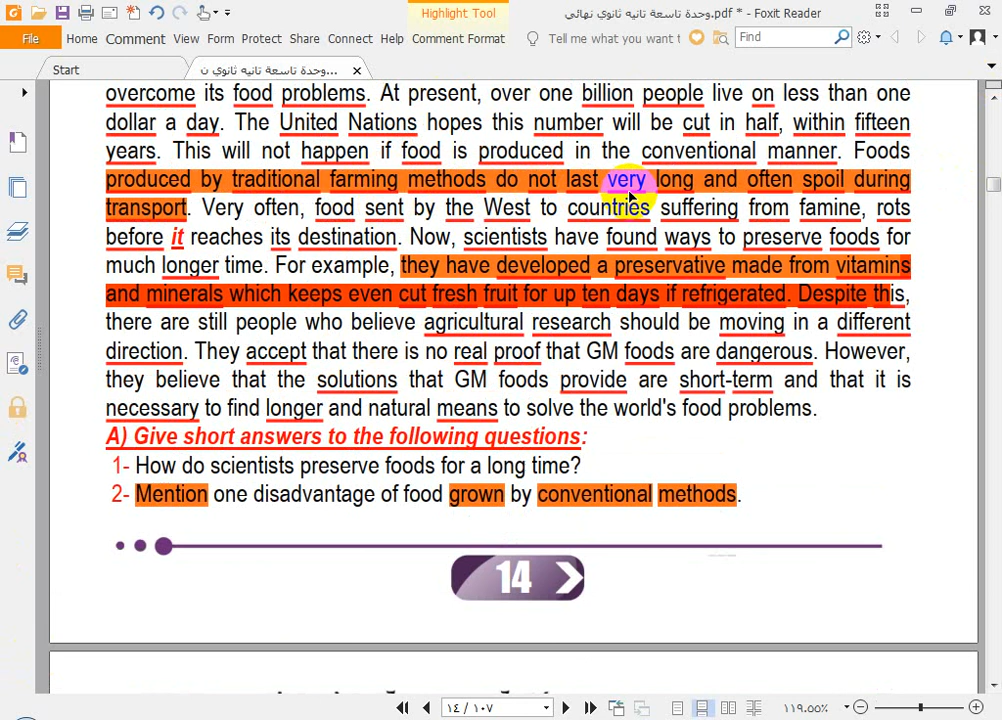 Highlight Tool
وحدة تاسعة تانيه ثانوي نهائي.pdf * - Foxit Reader
File Home Comment View Form Protect Share Connect Help Comment Format Tell me what you want t Find
Start
وحدة تاسعة تانيه ثانوي ن...
overcome its food problems. At present, over one billion people live on less than one
dollar a day. The United Nations hopes this number will be cut in half, within fifteen
years. This will not happen if food is produced in the conventional manner. Foods
produced by traditional farming methods do not last very long and often spoil during
transport. Very often, food sent by the West to countries suffering from famine, rots
before it reaches its destination. Now, scientists have found ways to preserve foods for
much longer time. For example, they have developed a preservative made from vitamins
and minerals which keeps even cut fresh fruit for up ten days if refrigerated. Despite this,
there are still people who believe agricultural research should be moving in a different
direction. They accept that there is no real proof that GM foods are dangerous. However,
they believe that the solutions that GM foods provide are short-term and that it is
necessary to find longer and natural means to solve the world's food problems.
A) Give short answers to the following questions:
1- How do scientists preserve foods for a long time?
2- Mention one disadvantage of food grown by conventional methods.
14
١٤ / ١٠٧
١١٩.٥٥%